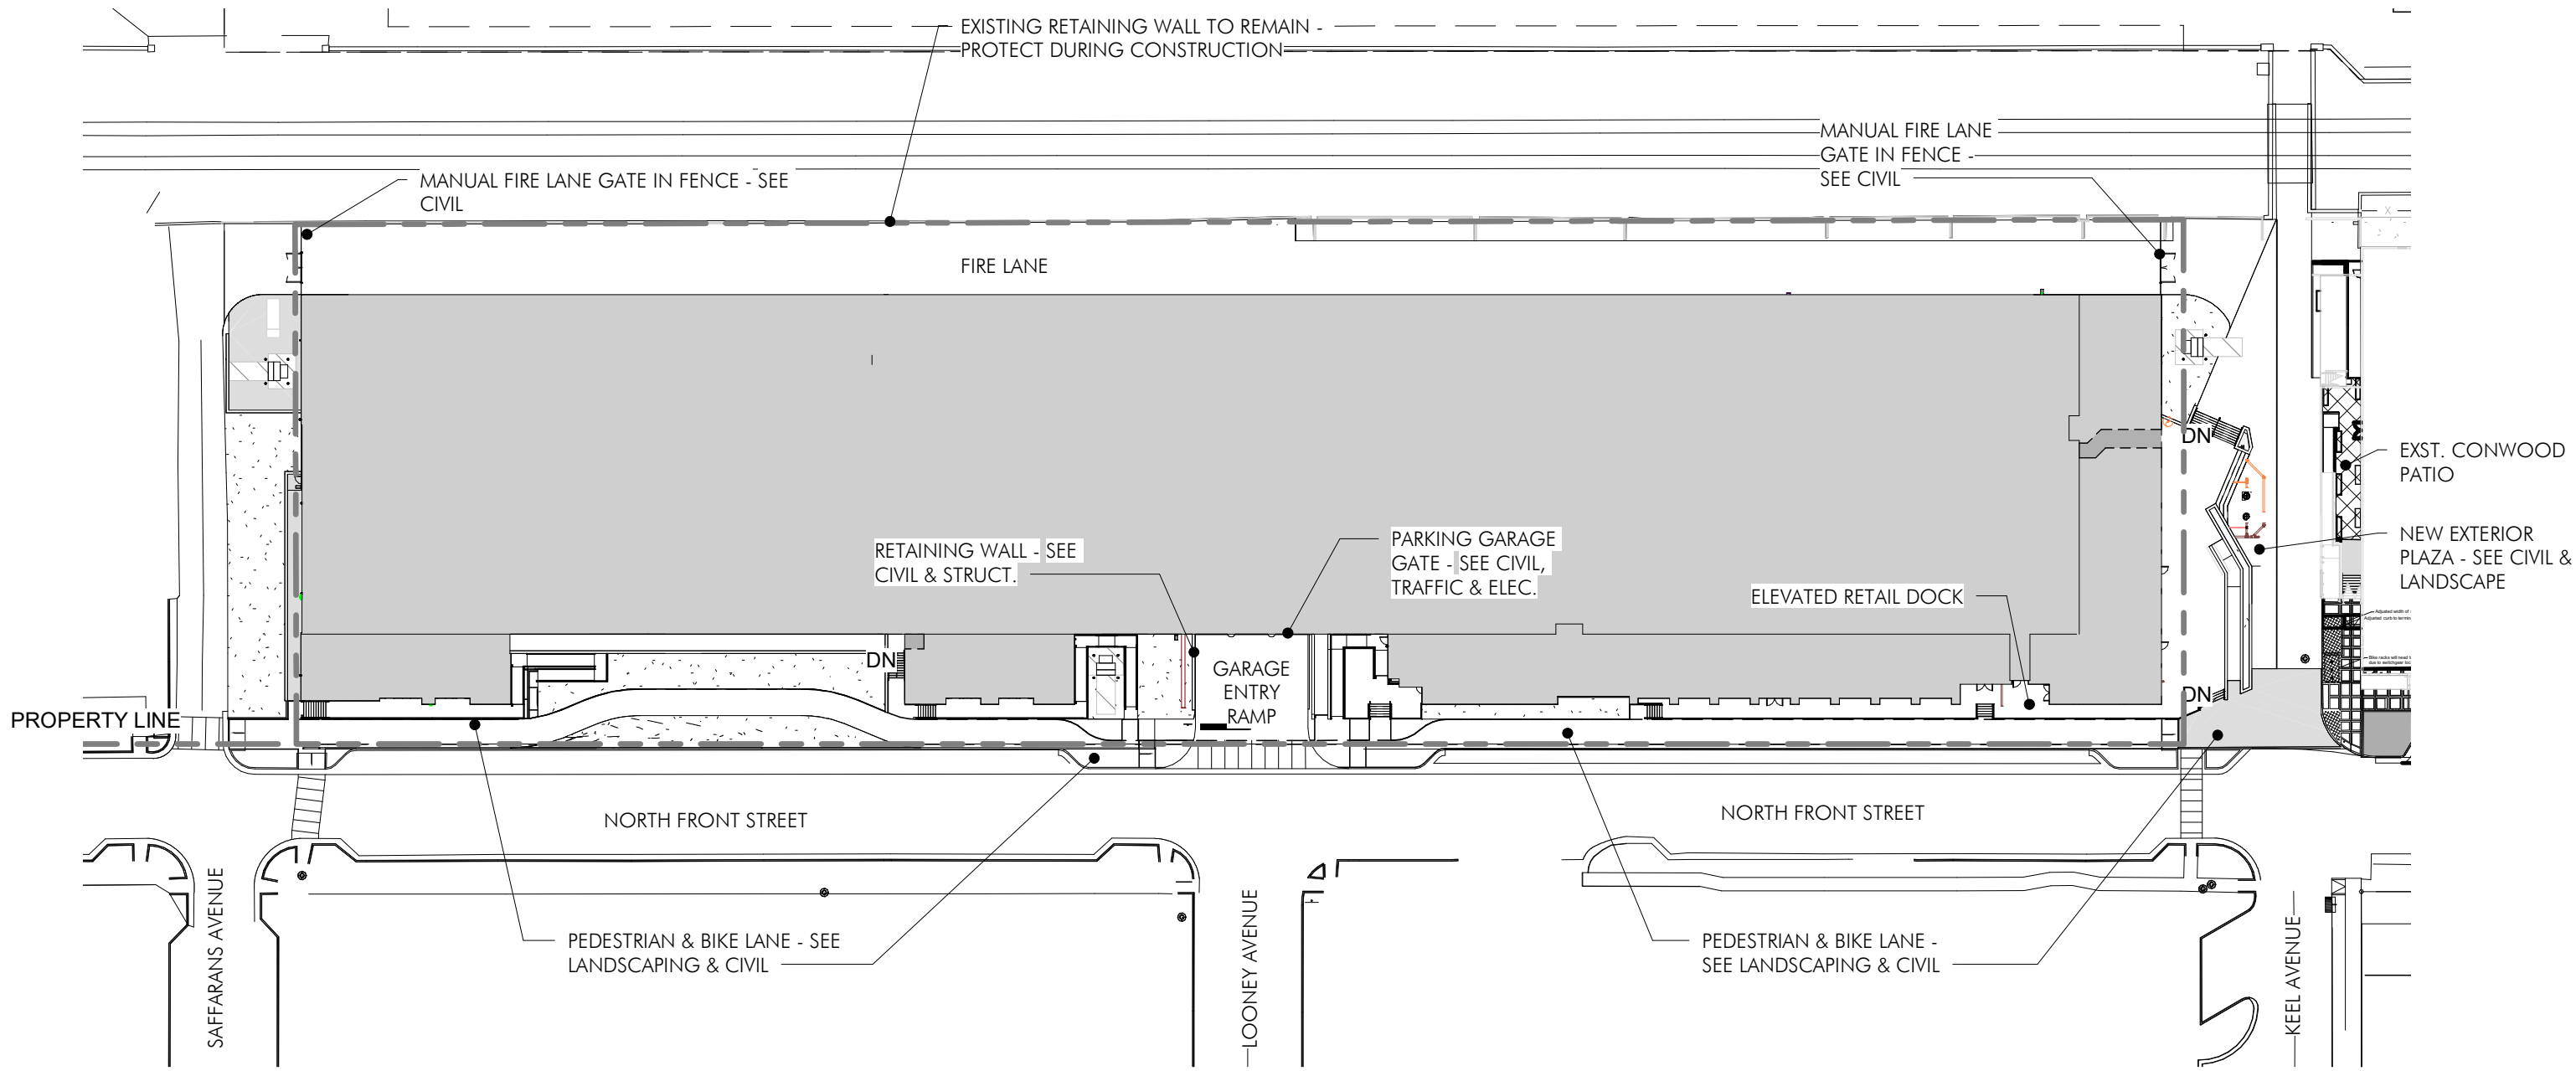 EXISTING RETAINING WALL TO REMAIN -
PROTECT DURING CONSTRUCTION
MANUAL FIRE LANE
GATE IN FENCE -
SEE CIVIL
MANUAL FIRE LANE GATE IN FENCE - SEE
CIVIL
X
FIRE LANE
DN
EXST. CONWOOD
PATIO
RETAINING WALL - SEE
CIVIL & STRUCT.
PARKING GARAGE
GATE - SEE CIVIL,
TRAFFIC & ELEC.
NEW EXTERIOR
PLAZA - SEE CIVIL &
LANDSCAPE
ELEVATED RETAIL DOCK
DN
GARAGE
ENTRY
RAMP
DN
PROPERTY LINE
NORTH FRONT STREET
NORTH FRONT STREET
SAFFARANS AVENUE
LOONEY AVENUE
KEEL AVENUE
PEDESTRIAN & BIKE LANE - SEE
LANDSCAPING & CIVIL
PEDESTRIAN & BIKE LANE -
SEE LANDSCAPING & CIVIL